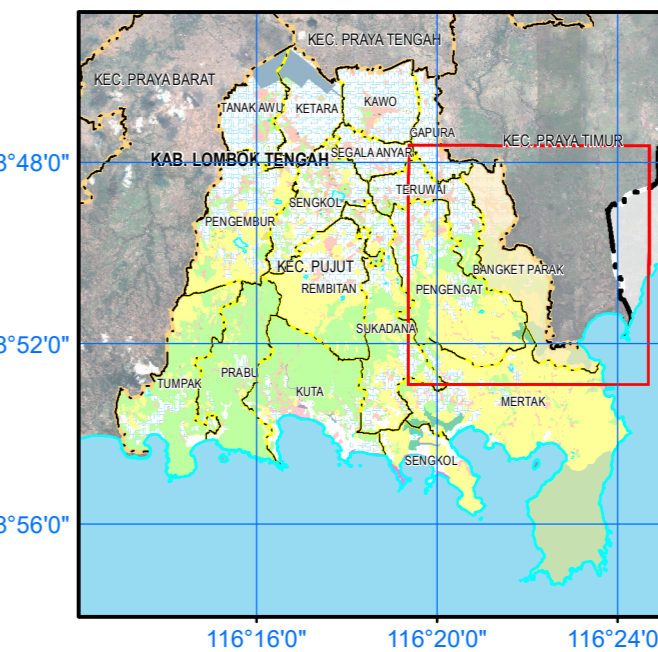 KEC. PRAYA TENGAH
KEC. PRAYA BARAT
TANAK AWU
KETARA
KAWO
GAPURA
KEC. PRAYA TIMUR
8°48'0"
KAB. LOMBOK TENGAH
SEGALA ANYAR
TERUWAI
SENGKOL
PENGEMBUR
KEC. PUJUT
BANGKET PARAK
REMBITAN
PENGENGAT
SUKADANA
8°52'0"
TUMPAK
PRABU
KUTA
MERTAK
SENGKOL
8°56'0"
116°16'0"
116°20'0"
116°24'0